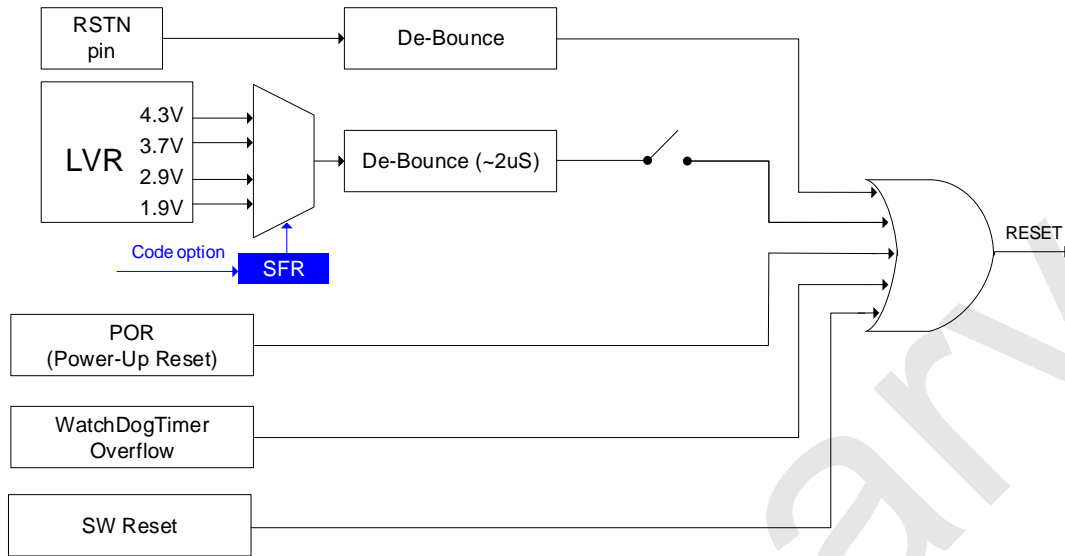 RSTN
pin
De-Bounce
LVR
4.3V
3.7V
2.9V
1.9V
De-Bounce (~2uS)
Code option
SFR
RESET
POR
(Power-Up Reset)
WatchDogTimer
Overflow
SW Reset